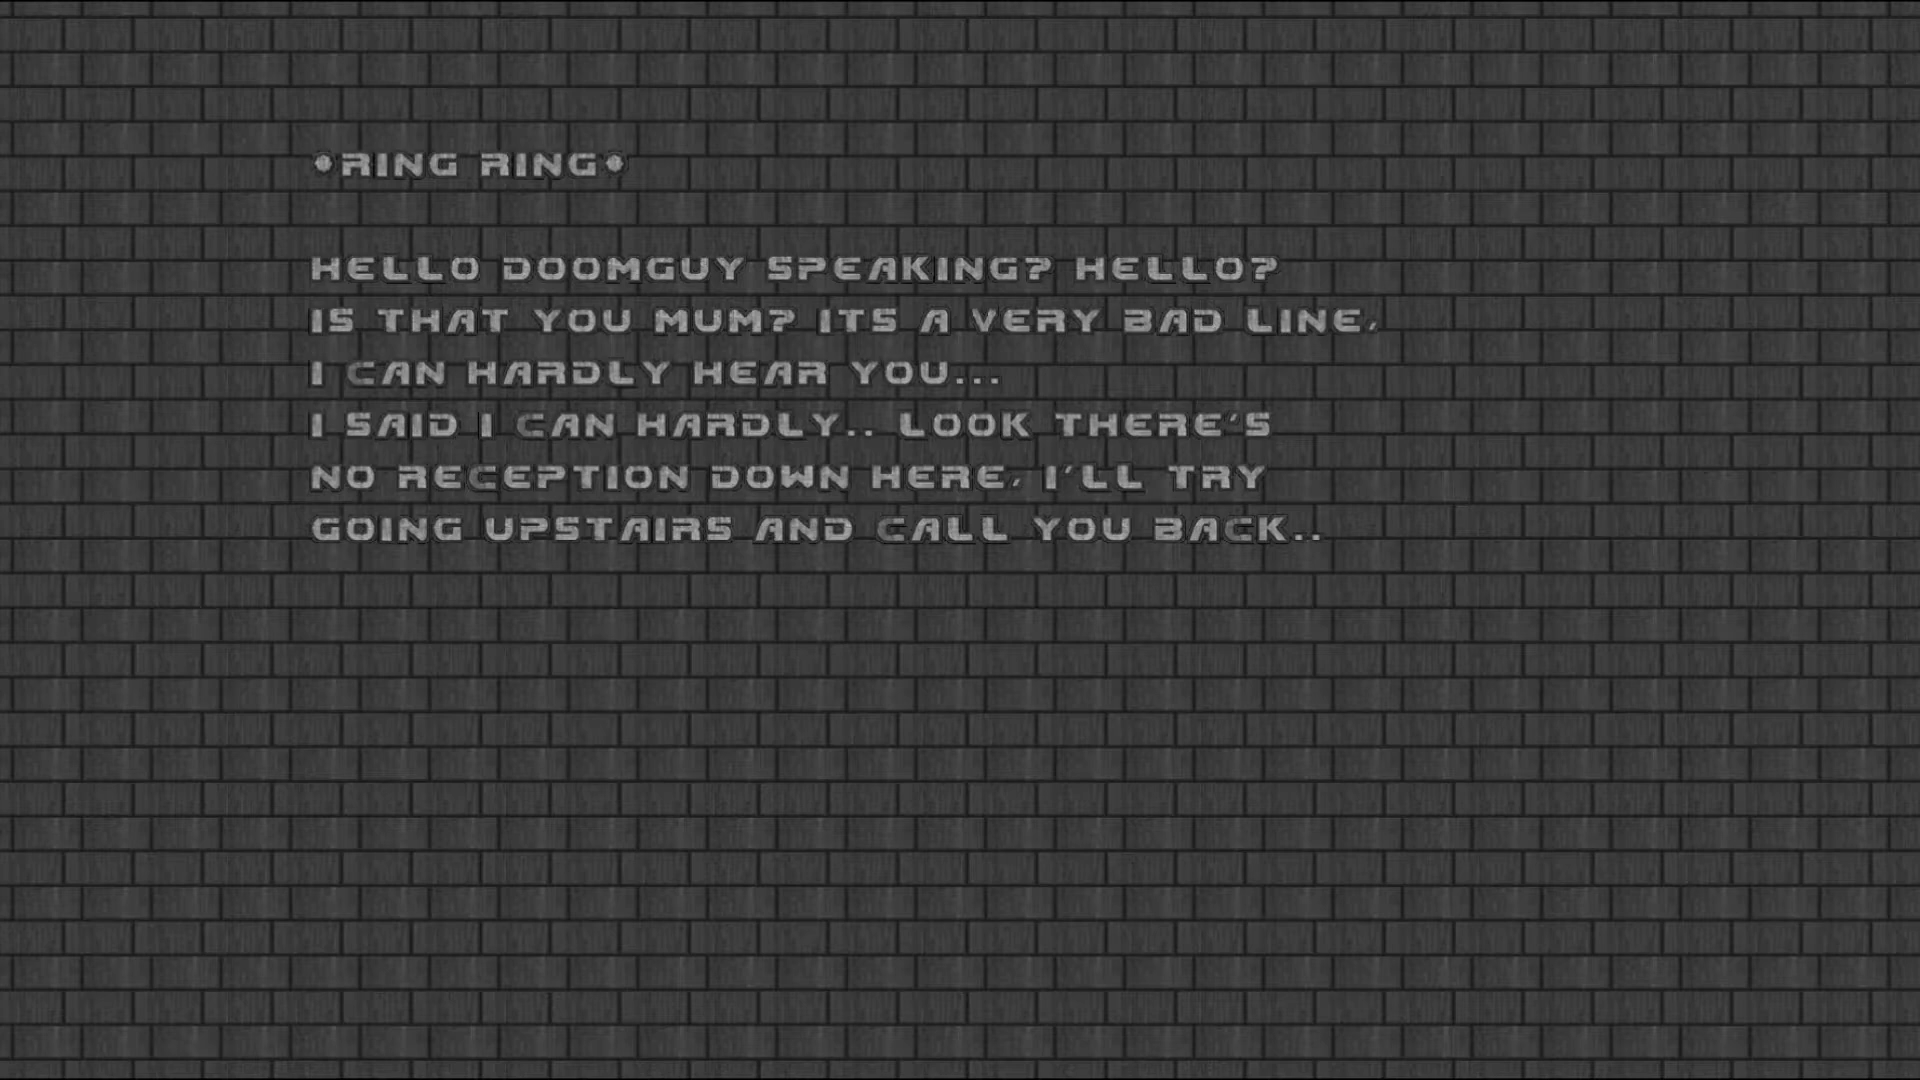 *RING RING*
HELLO DOOMGUY SPEAKING? HELLO?
IS THAT YOU MUM? ITS A VERY BAD LINE,
I CAN HARDLY HEAR YOU...
I SAID I CAN HARDLY.. LOOK THERE'S
NO RECEPTION DOWN HERE, I'LL TRY
GOING UPSTAIRS AND CALL YOU BACK..